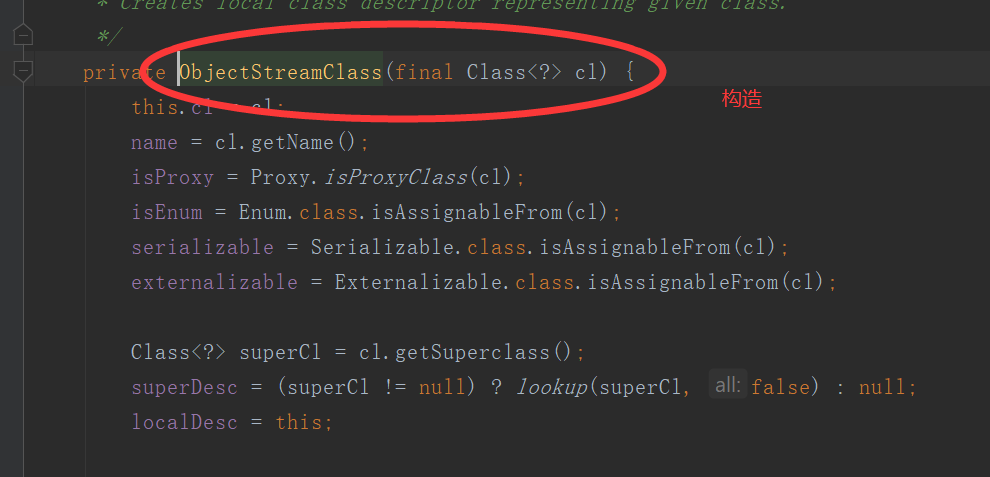 * Creates local class descriptor representing given class.
*/
private ObjectStreamClass(final Class<?> cl) {
构造
this.cl = cl;
name = cl.getName();
isProxy = Proxy.isProxyClass(cl);
isEnum = Enum.class.isAssignableFrom(cl);
serializable = Serializable.class.isAssignableFrom(cl);
externalizable = Externalizable.class.isAssignableFrom(cl);
Class<?> superCl = cl.getSuperclass();
superDesc = (superCl != null) ? lookup(superCl, all: false) : null;
localDesc = this;